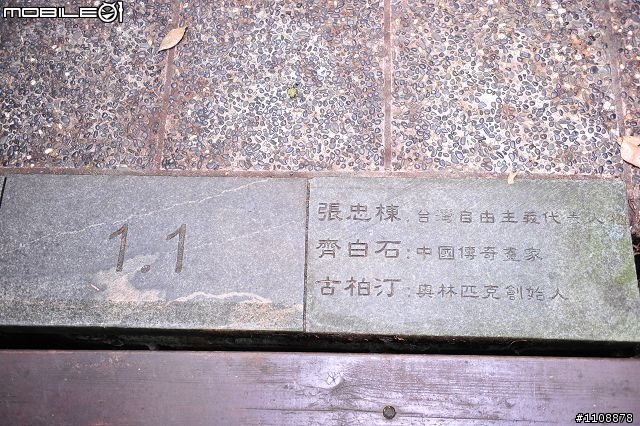 MOBILE01
1.1
張忠棟：台灣自由主義代表人物
齊白石：中國傳奇畫家
古柏汀：奧林匹克創始人
#1108878